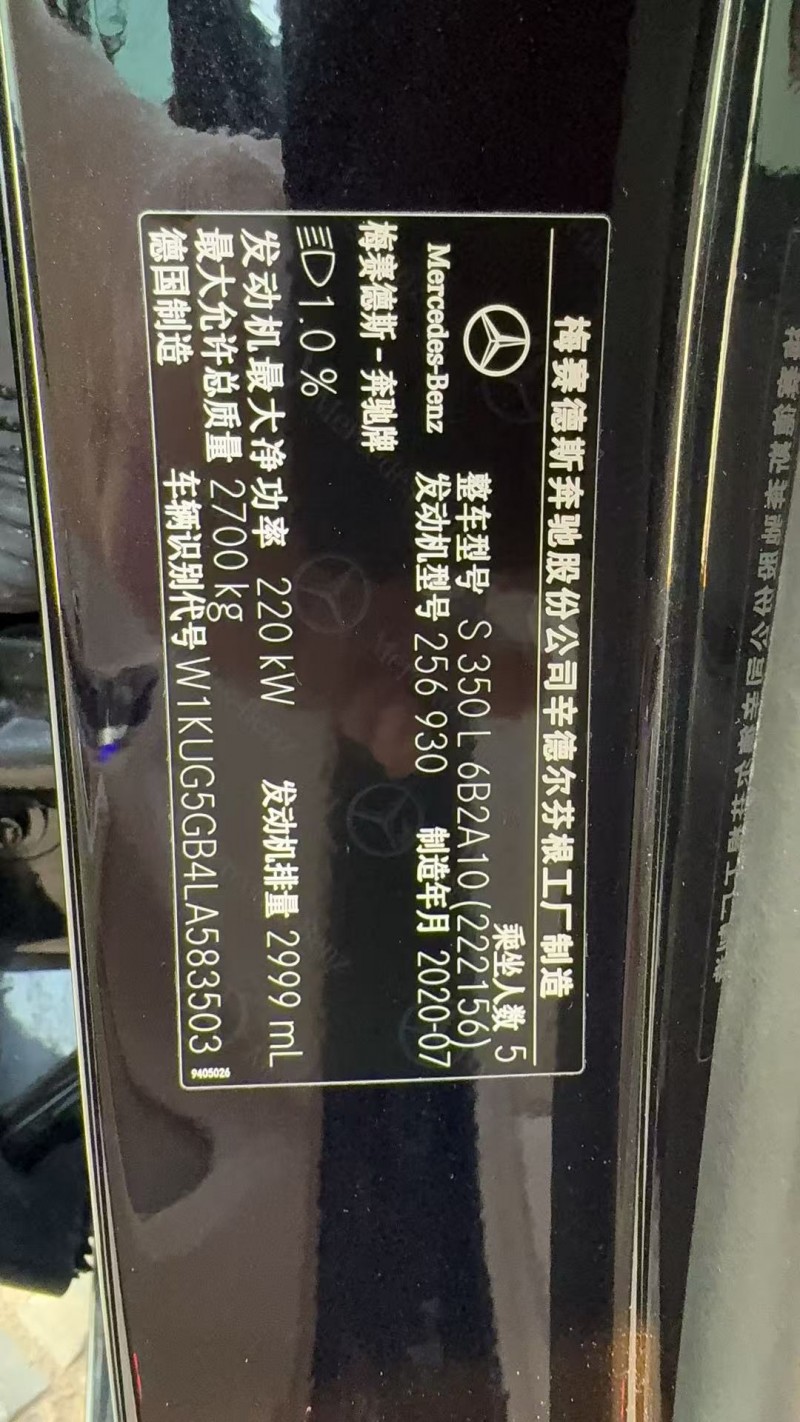 梅赛德斯奔驰股份公司辛德尔芬根工厂制造
乘坐人数 5
Mercedes-Benz
整车型号 S 350 L 6B2A10 (222156)
梅赛德斯-奔驰牌
发动机型号 256 930 制造年月 2020-07
1.0 %
发动机最大净功率 220 kW 发动机排量 2999 mL
最大允许总质量 2700 kg
德国制造 车辆识别代号 W1KUG5GB4LA583503
9405026